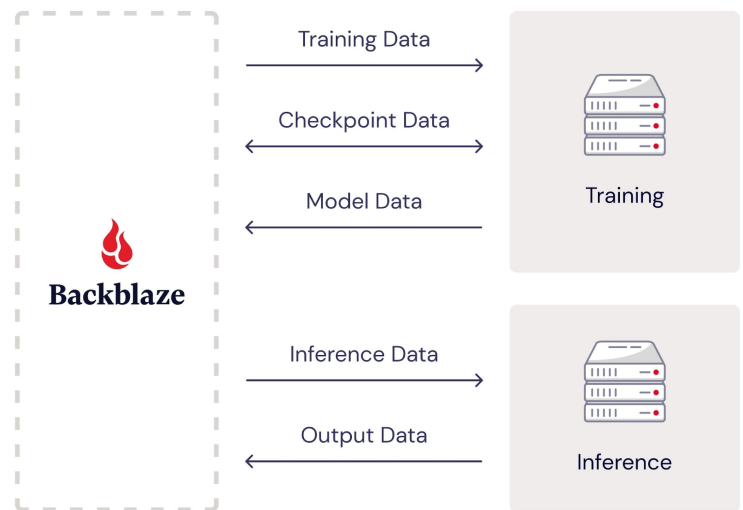 Training Data
Checkpoint Data
Model Data
Training
Backblaze
Inference Data
Output Data
Inference